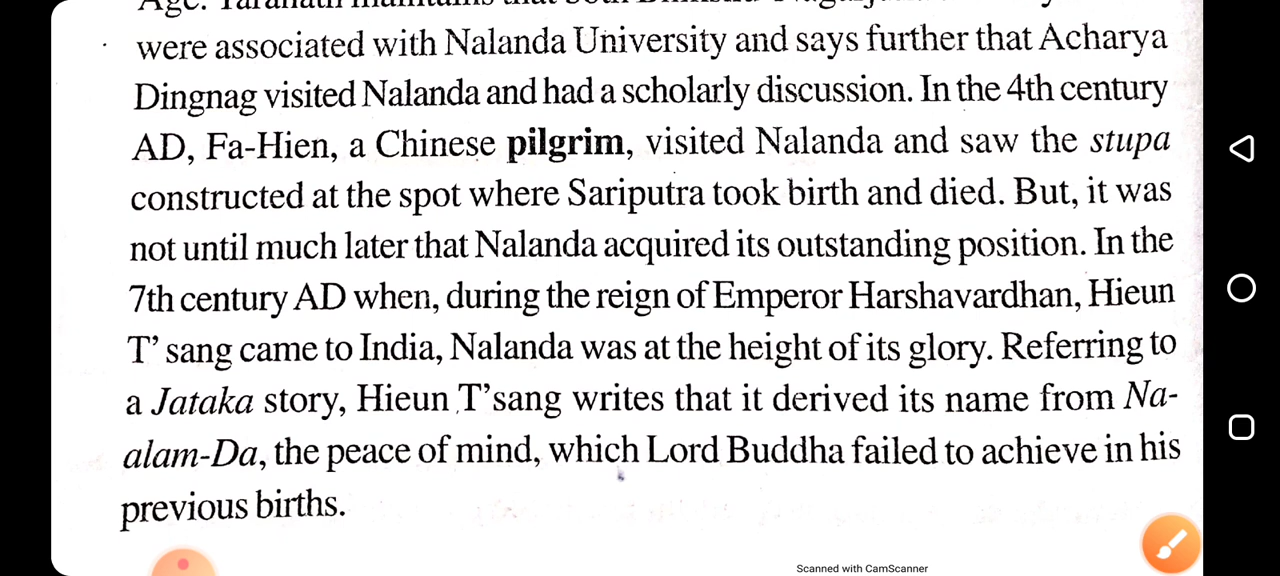 were associated with Nalanda University and says further that Acharya
Dingnag visited Nalanda and had a scholarly discussion. In the 4th century
AD, Fa-Hien, a Chinese pilgrim, visited Nalanda and saw the stupa
constructed at the spot where Sariputra took birth and died. But, it was
not until much later that Nalanda acquired its outstanding position. In the
7th century AD when, during the reign of Emperor Harshavardhan, Hieun
T' sang came to India, Nalanda was at the height of its glory. Referring to
a Jataka story, Hieun T'sang writes that it derived its name from Na-
alam-Da, the peace of mind, which Lord Buddha failed to achieve in his
previous births.
Scanned with CamScanner